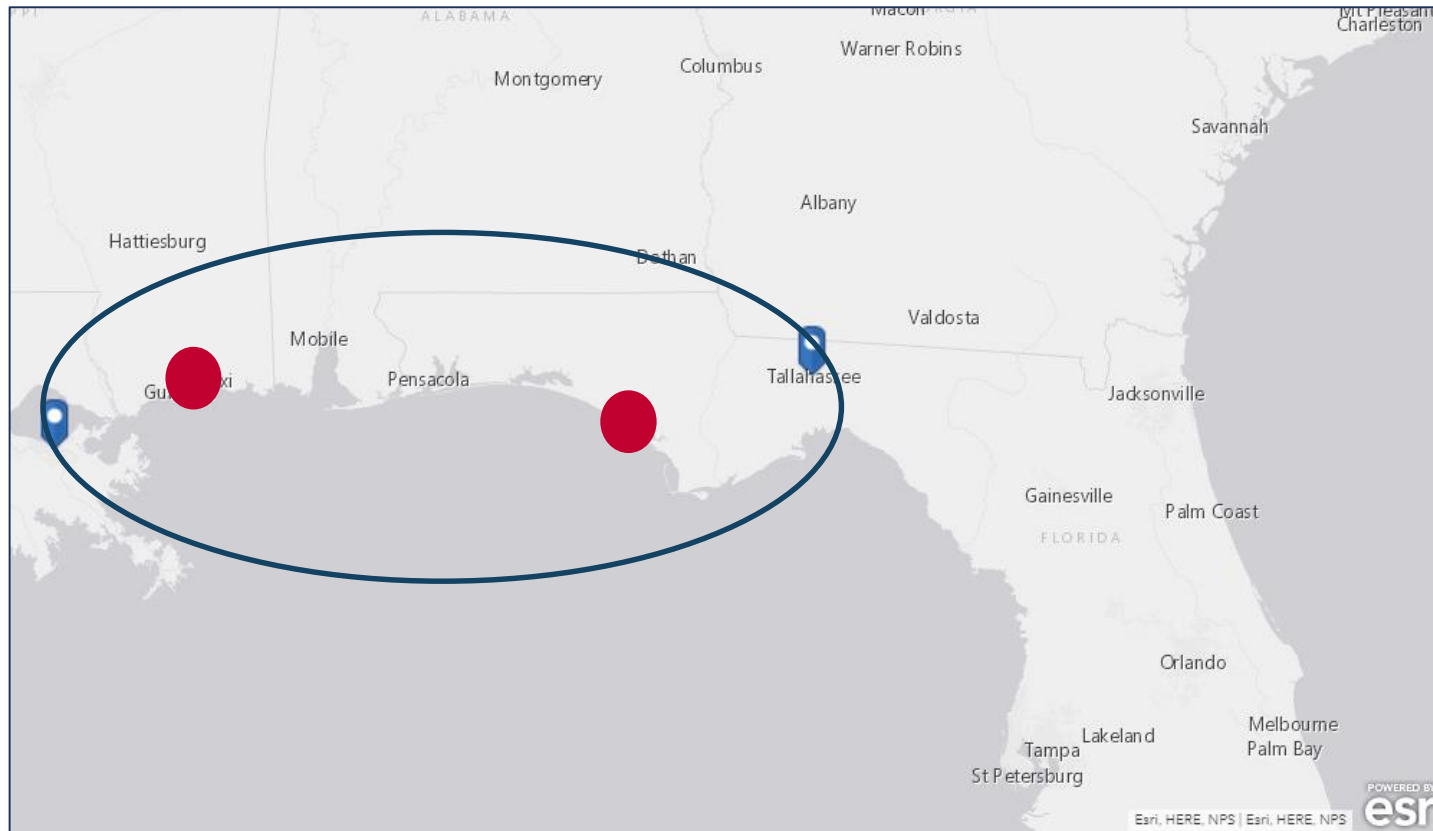 ALABAMA
Macon
Mt Pleasant
Charleston
Warner Robins
Columbus
Montgomery
Savannah
Albany
Hattiesburg
Dothan
Valdosta
Mobile
Pensacola
Tallahassee
Jacksonville
Gainesville
Palm Coast
FLORIDA
Orlando
Melbourne
Palm Bay
Lakeland
Tampa
St Petersburg
POWERED BY
esri
Esri, HERE, NPS | Esri, HERE, NPS